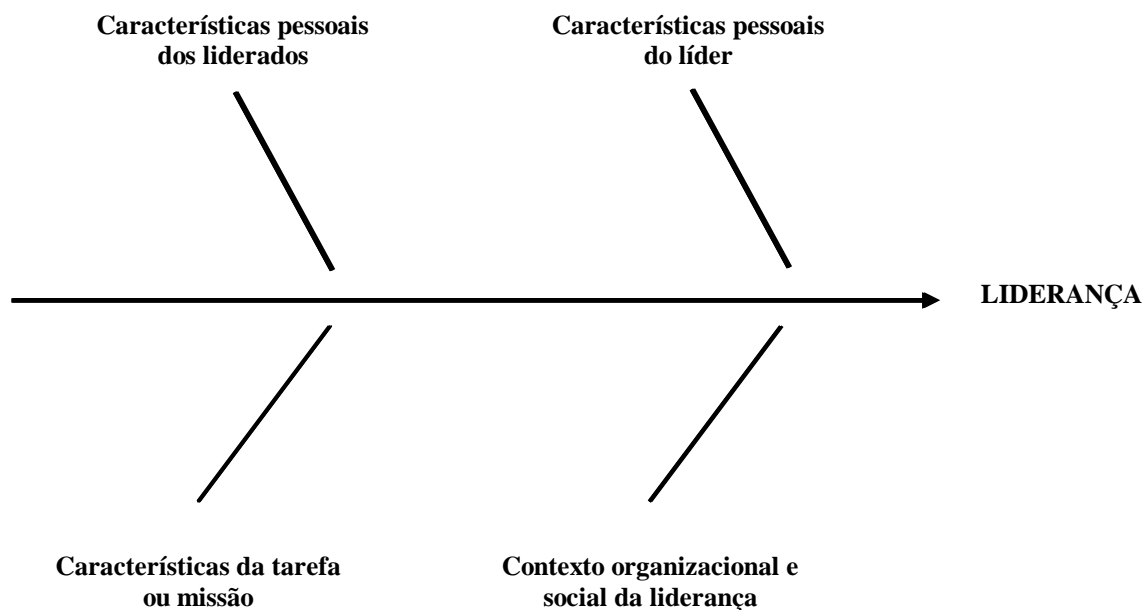 Características pessoais
dos liderados
Características pessoais
do líder
LIDERANÇA
Características da tarefa
ou missão
Contexto organizacional e
social da liderança